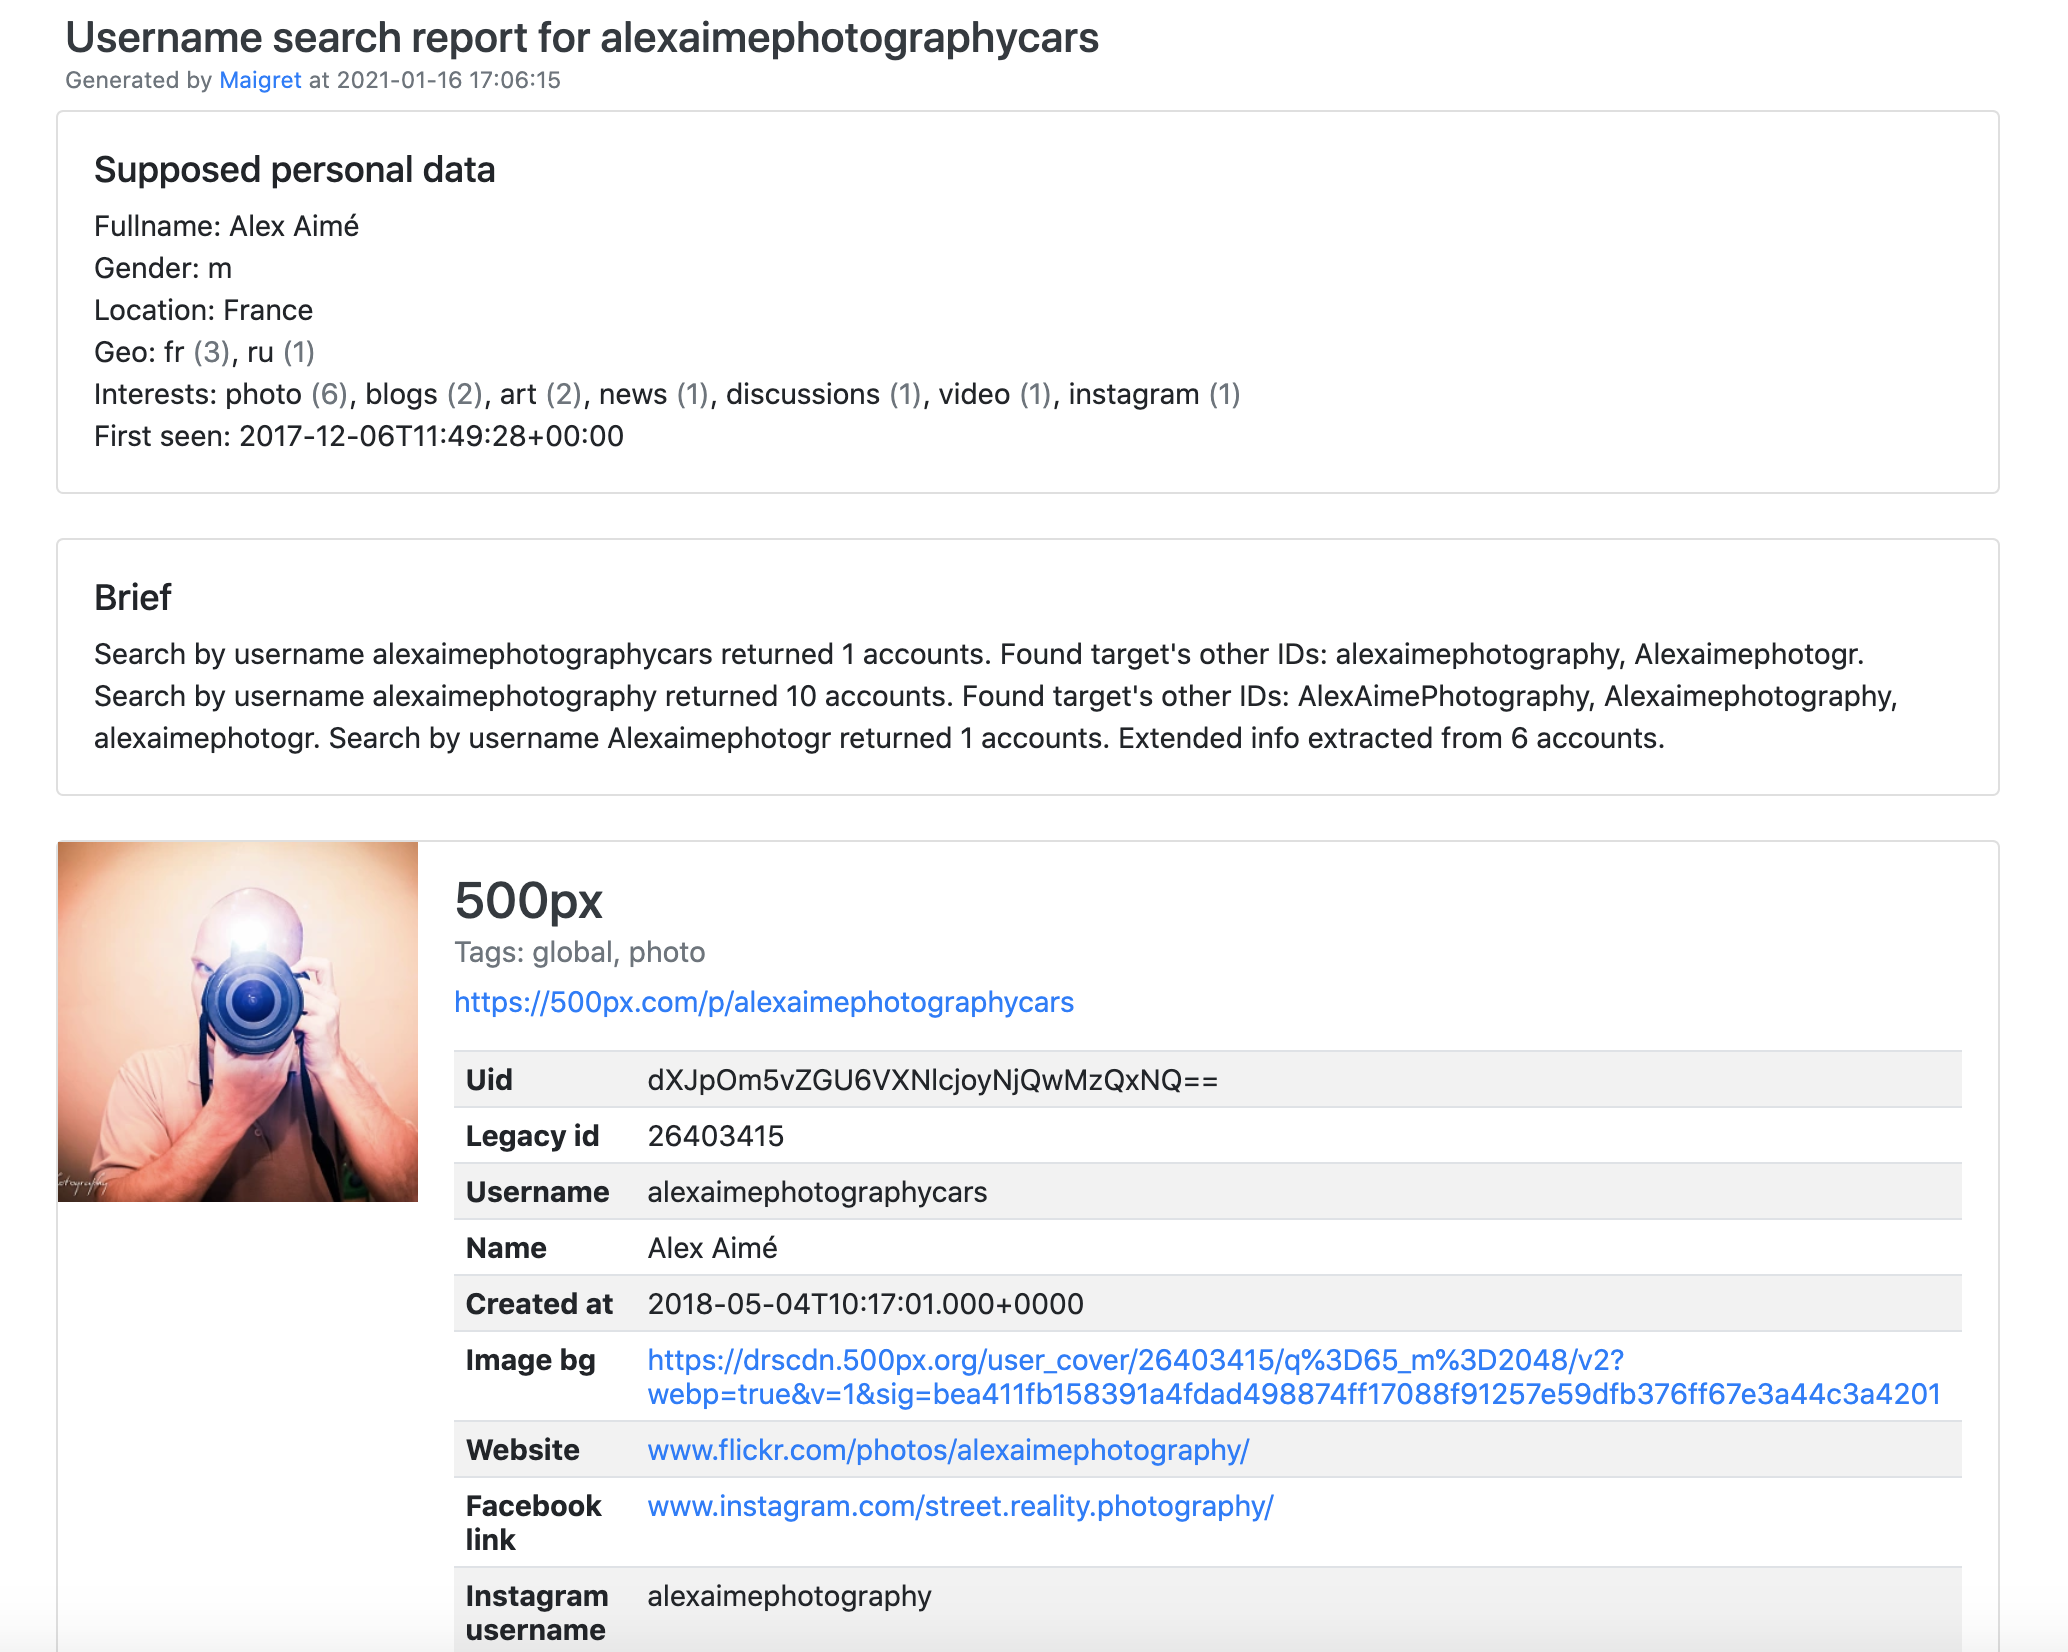 Username search report for alexaimephotographycars
Generated by Maigret at 2021-01-16 17:06:15
Supposed personal data
Fullname: Alex Aimé
Gender: m
Location: France
Geo: fr (3), ru (1)
Interests: photo (6), blogs (2), art (2), news (1), discussions (1), video (1), instagram (1)
First seen: 2017-12-06T11:49:28+00:00
Brief
Search by username alexaimephotographycars returned 1 accounts. Found target's other IDs: alexaimephotography, Alexaimephotogr.
Search by username alexaimephotography returned 10 accounts. Found target's other IDs: AlexAimePhotography, Alexaimephotography,
alexaimephotogr. Search by username Alexaimephotogr returned 1 accounts. Extended info extracted from 6 accounts.
500px
Tags: global, photo
https://500px.com/p/alexaimephotographycars
Uid dXJpOm5vZGU6VXNlcjoyNjQwMzQxNQ==
Legacy id 26403415
Username alexaimephotographycars
Name Alex Aimé
Created at 2018-05-04T10:17:01.000+0000
Image bg https://drscdn.500px.org/user_cover/26403415/q%3D65_m%3D2048/v2?
webp=true&v=1&sig=bea411fb158391a4fdad498874ff17088f91257e59dfb376ff67e3a44c3a4201
Website www.flickr.com/photos/alexaimephotography/
Facebook link www.instagram.com/street.reality.photography/
Instagram username alexaimephotography